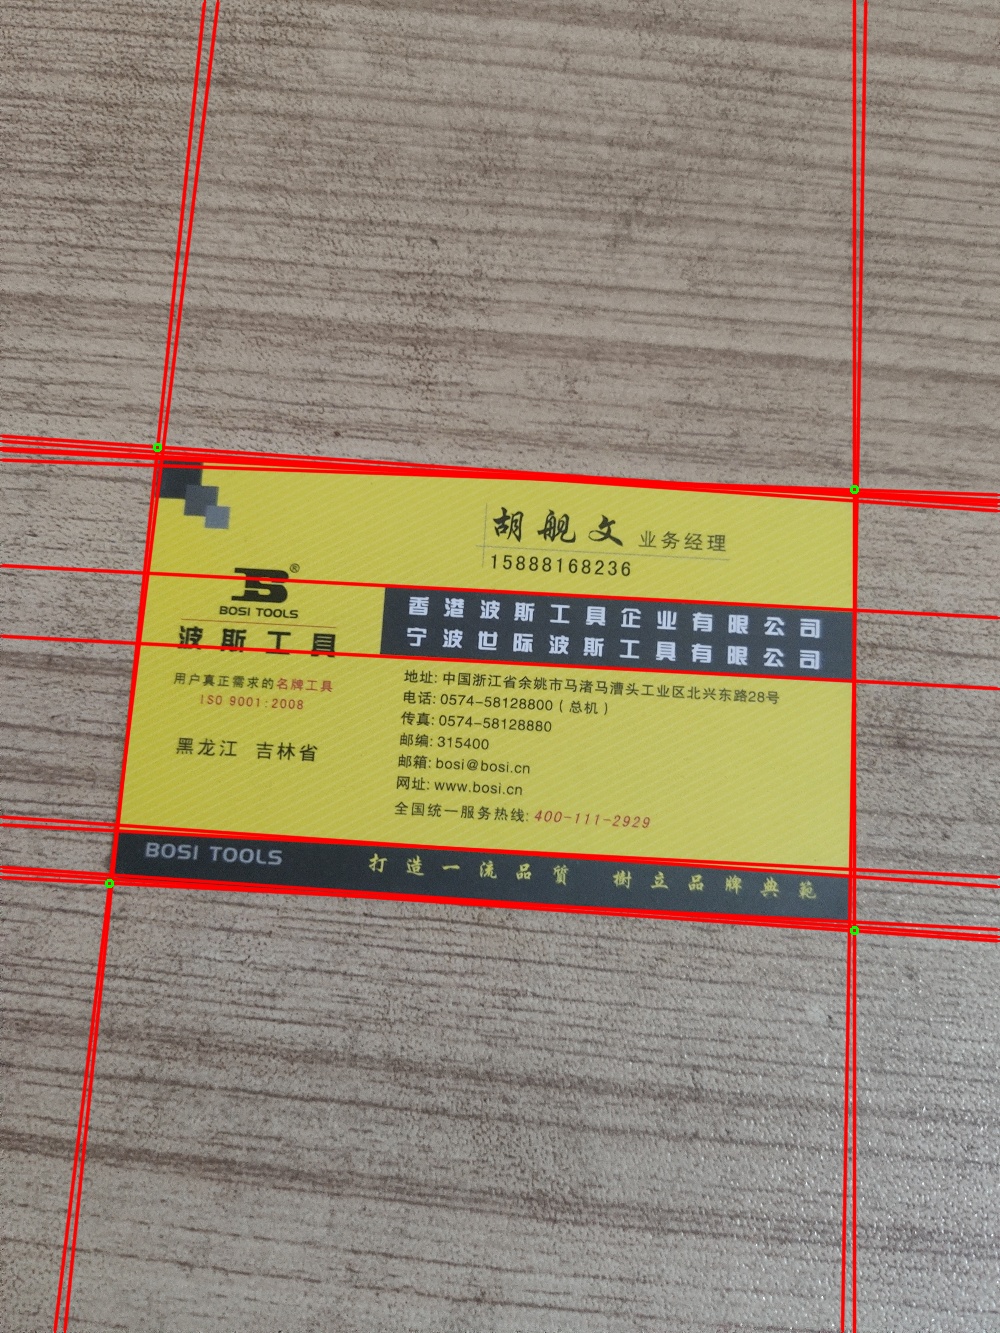 胡舰文 业务经理
15888168236
B®
BOSI TOOLS
波斯工具
用户真正需求的名牌工具
ISO 9001:2008
黑龙江 吉林省
香港波斯工具企业有限公司
宁波世际波斯工具有限公司
地址: 中国浙江省余姚市马渚马漕头工业区北兴东路28号
电话: 0574-58128800 ( 总机 )
传真: 0574-58128880
邮编: 315400
邮箱: bosi@bosi.cn
网址: www.bosi.cn
全国统一服务热线: 400-111-2929
BOSI TOOLS 打造一流品質 樹立品牌典範